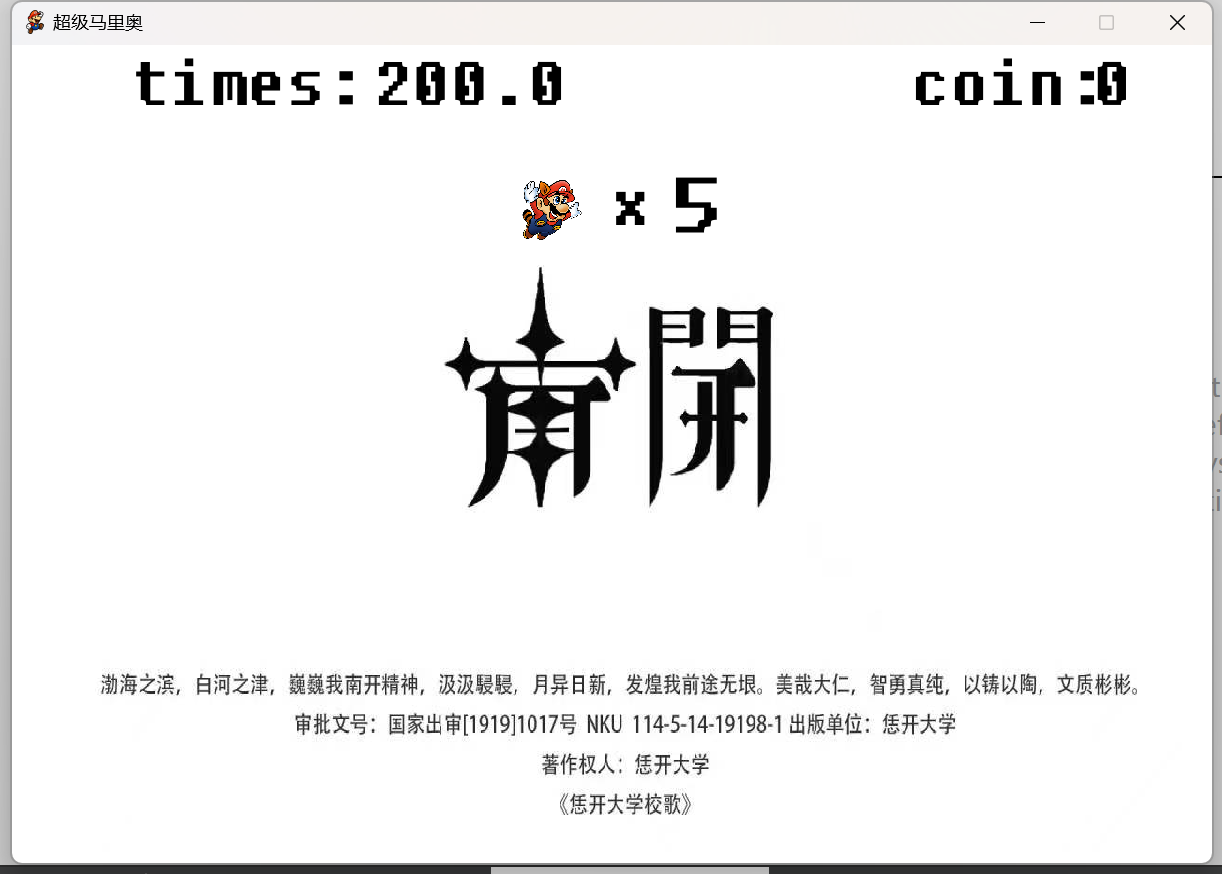 超级马里奥
times:200.0 coin:0
x 5
南開
渤海之滨，白河之津，巍巍我南开精神，汲汲骎骎，月异日新，发煌我前途无垠。美哉大仁，智勇真纯，以铸以陶，文质彬彬。
审批文号：国家出审[1919]1017号 NKU 114-5-14-19198-1 出版单位：恁开大学
著作权人：恁开大学
《恁开大学校歌》